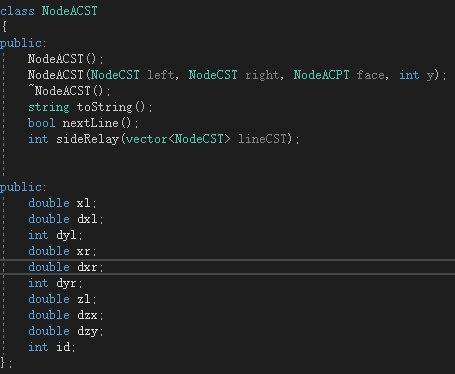 class NodeACST
{
public:
NodeACST();
NodeACST(NodeCST left, NodeCST right, NodeACPT face, int y);
~NodeACST();
string toString();
bool nextLine();
int sideRelay(vector<NodeCST> lineCST);
public:
double xl;
double dxl;
int dyl;
double xr;
double dxr;
int dyr;
double zl;
double dzx;
double dzy;
int id;
};